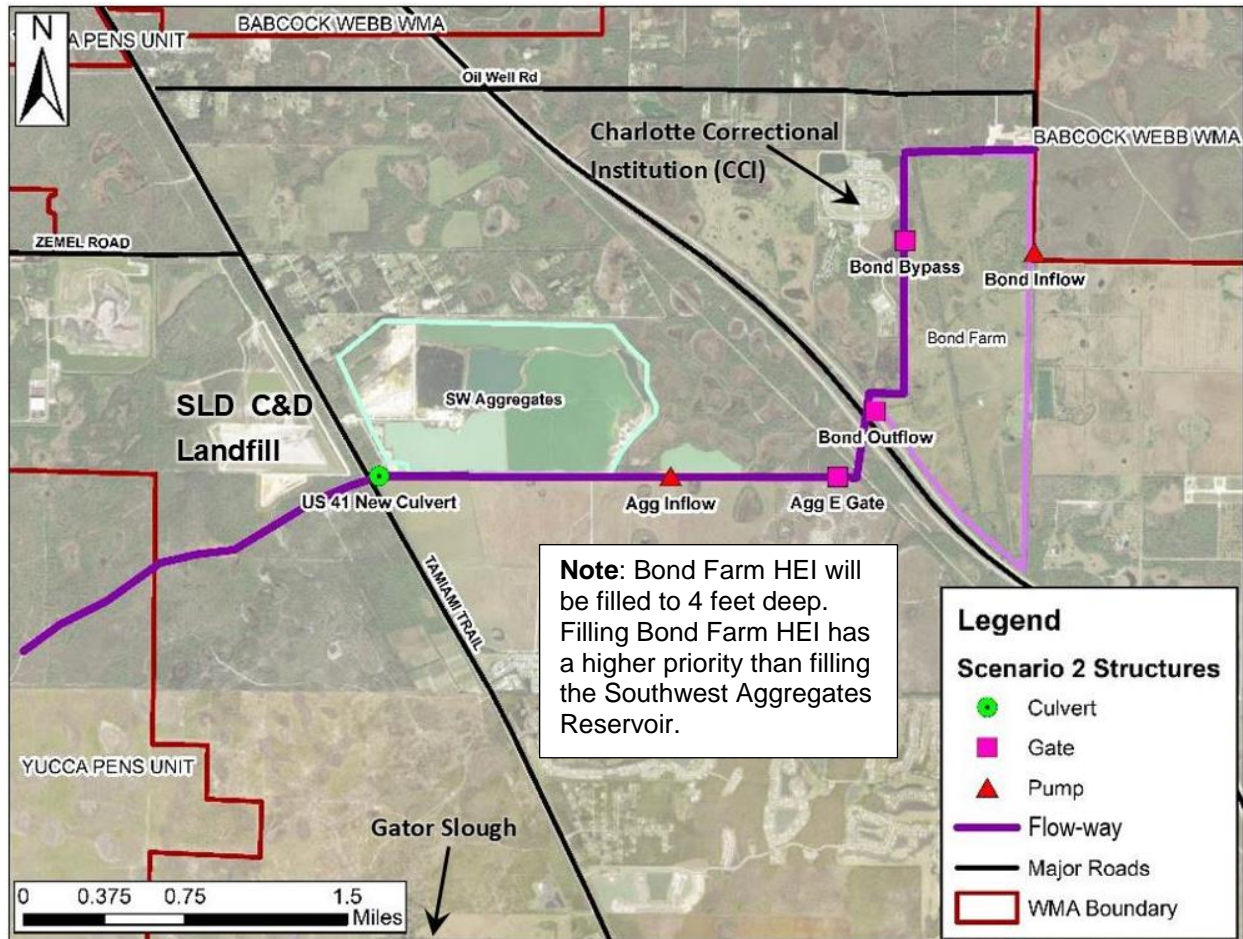 BABCOCK WEBB WMA
A PENS UNIT
N
Oil Well Rd
Charlotte Correctional
Institution (CCI)
BABCOCK WEBB WMA
ZEMEL ROAD
Bond Bypass
Bond Inflow
Bond Farm
SW Aggregates
SLD C&D
Landfill
Bond Outflow
US 41 New Culvert
Agg Inflow
Agg E Gate
TAMIAMI TRAIL
Note: Bond Farm HEI will
be filled to 4 feet deep.
Filling Bond Farm HEI has
a higher priority than filling
the Southwest Aggregates
Reservoir.
YUCCA PENS UNIT
Gator Slough
0 0.375 0.75 1.5
Miles
Legend
Scenario 2 Structures
Culvert
Gate
Pump
Flow-way
Major Roads
WMA Boundary